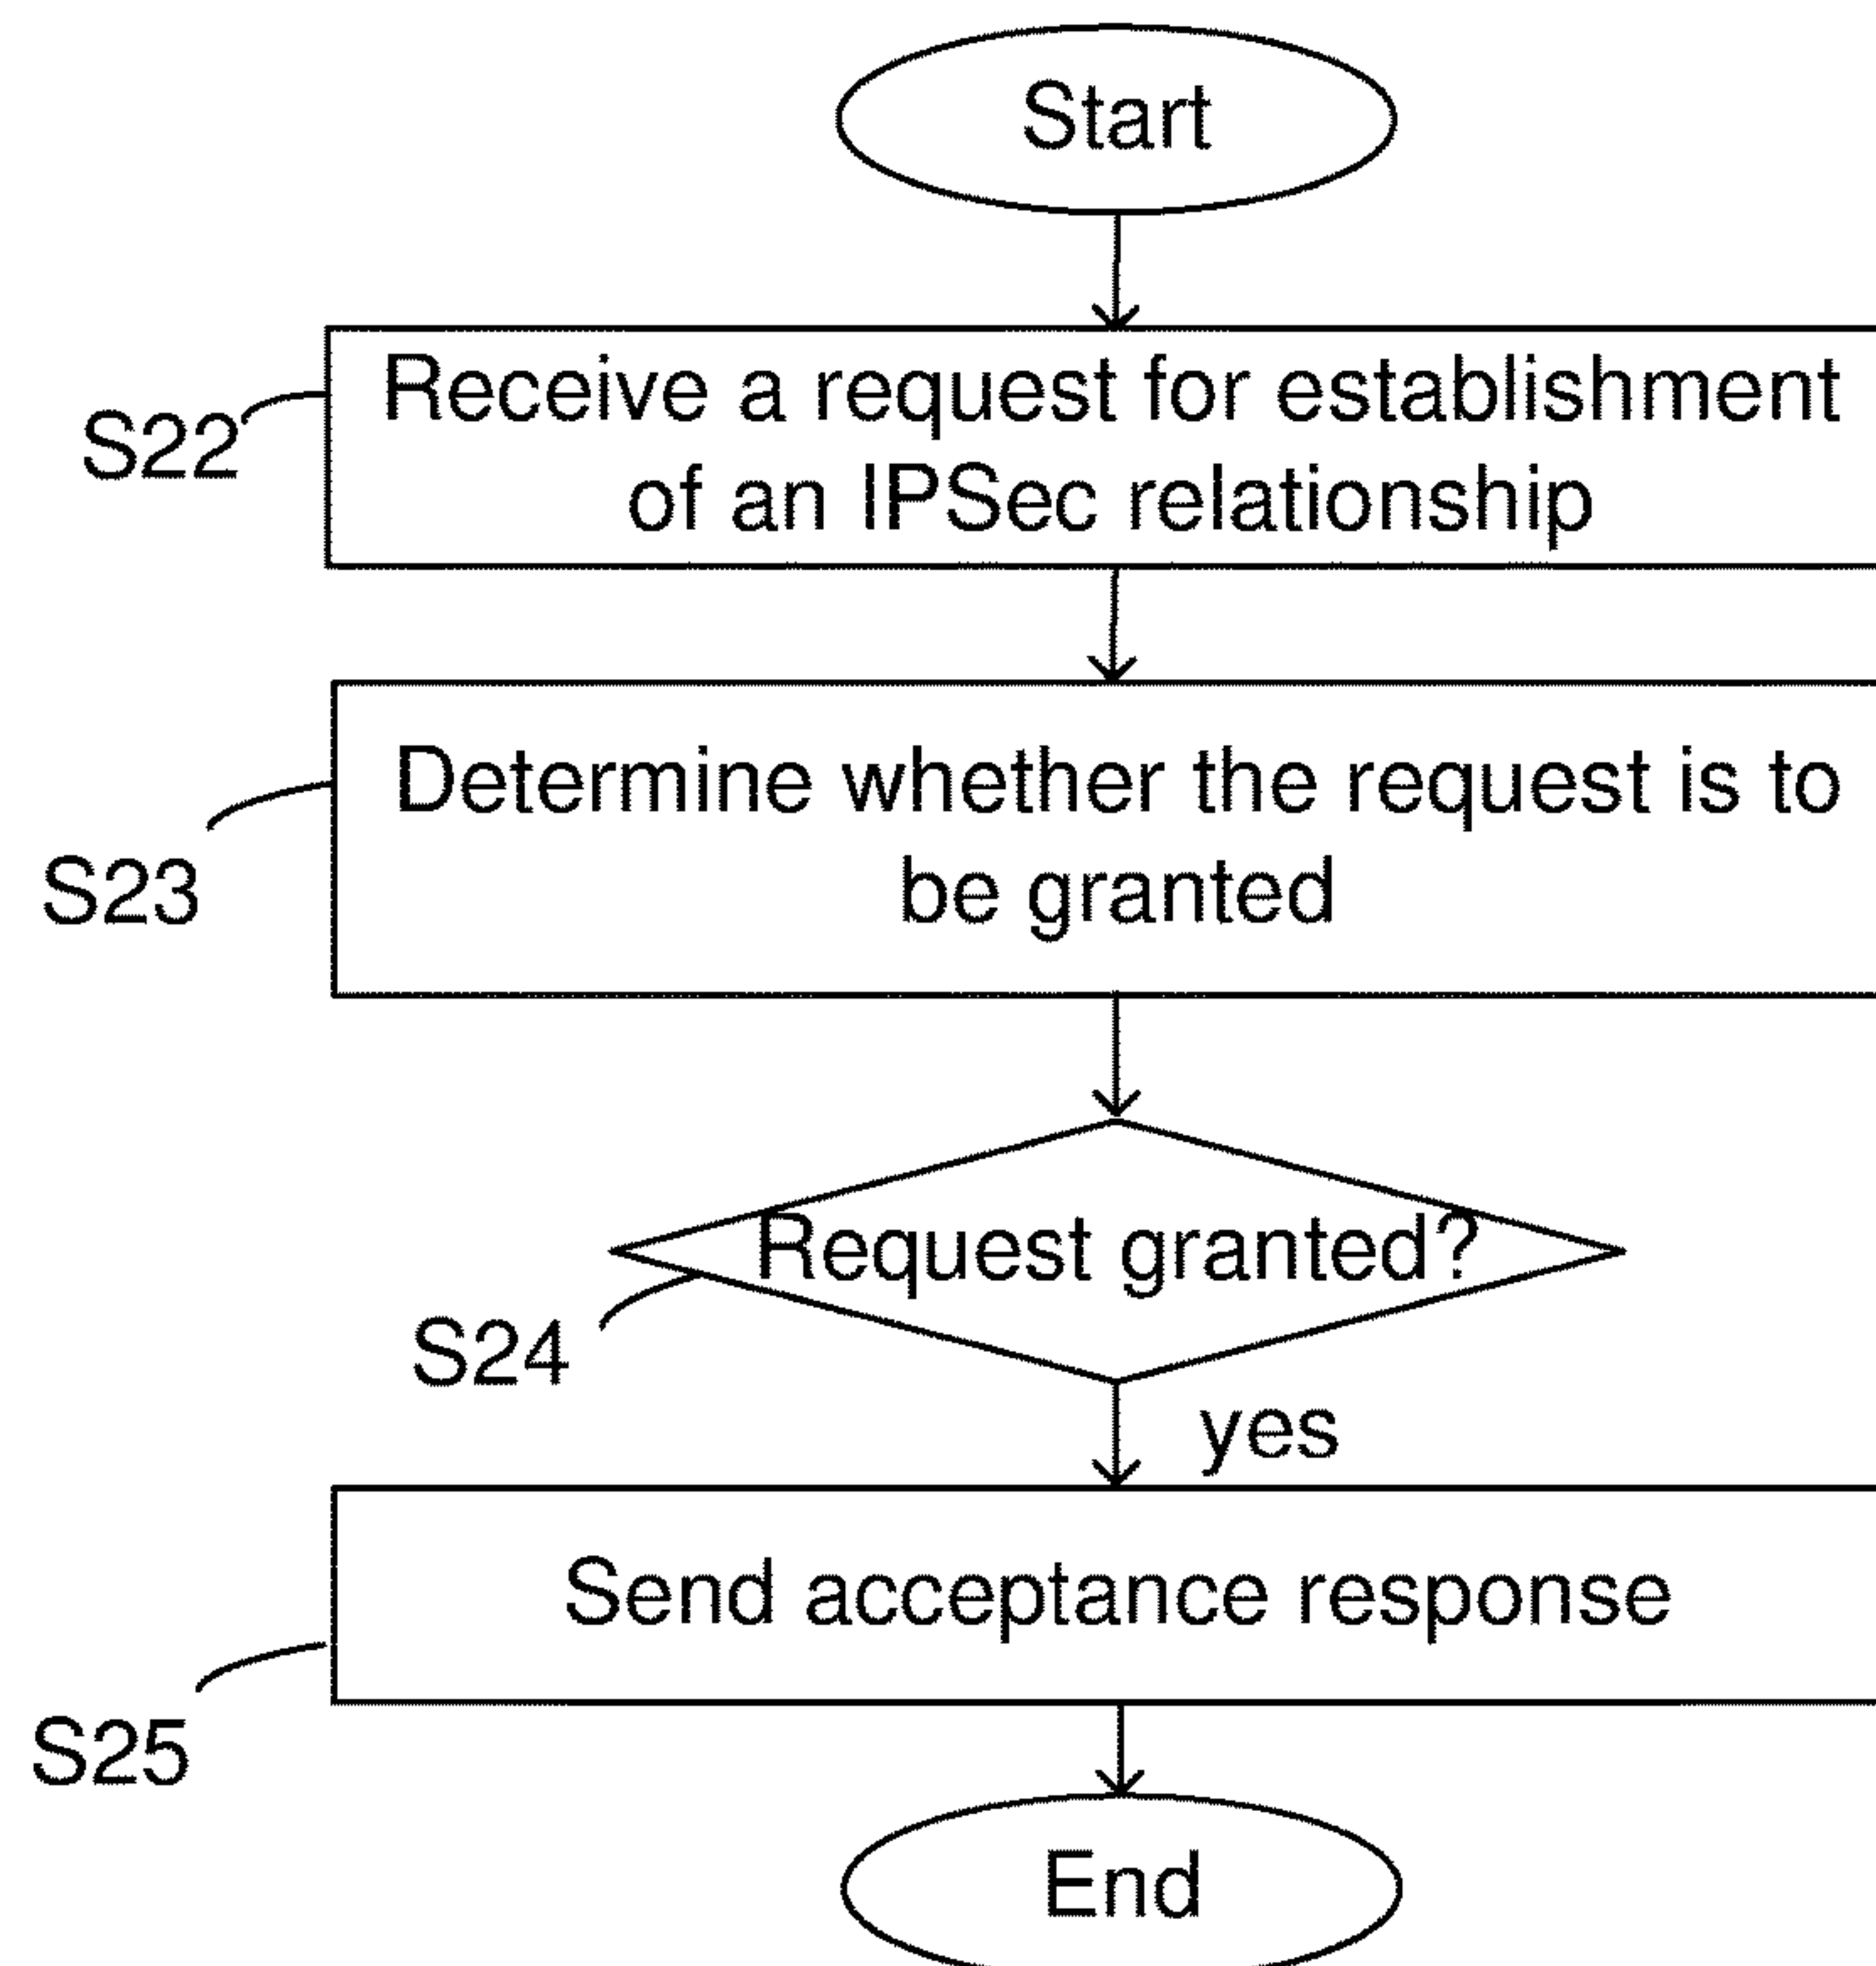 Start
Receive a request for establishment
of an IPSec relationship
S22
Determine whether the request is to
be granted
S23
Request granted?
S24
yes
Send acceptance response
S25
End